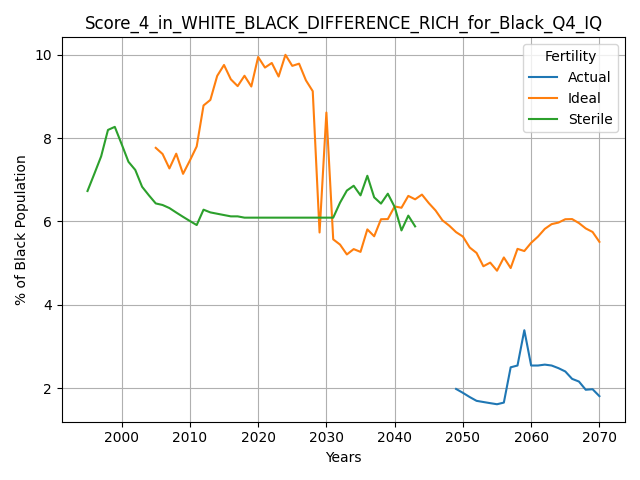 Score_4_in_WHITE_BLACK_DIFFERENCE_RICH_for_Black_Q4_IQ
Fertility
Actual
Ideal
Sterile
% of Black Population
10
8
6
4
2
2000 2010 2020 2030 2040 2050 2060 2070
Years